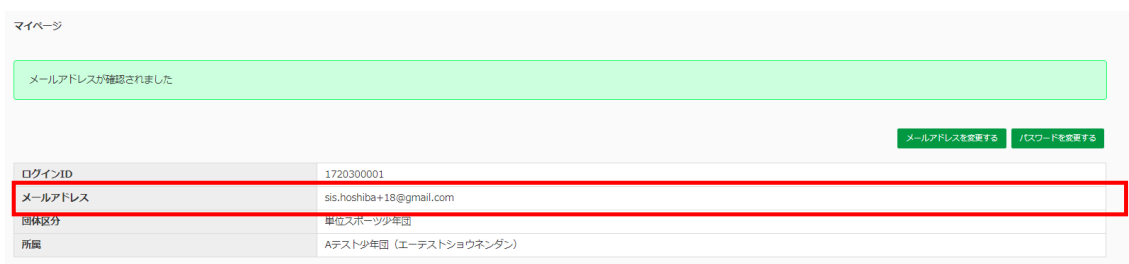 マイページ
メールアドレスが確認されました
メールアドレスを変更する パスワードを変更する
ログインID 1720300001
メールアドレス sis.hoshiba+18@gmail.com
団体区分 単位スポーツ少年団
所属 Aテスト少年団（エーテストショウネンダン）